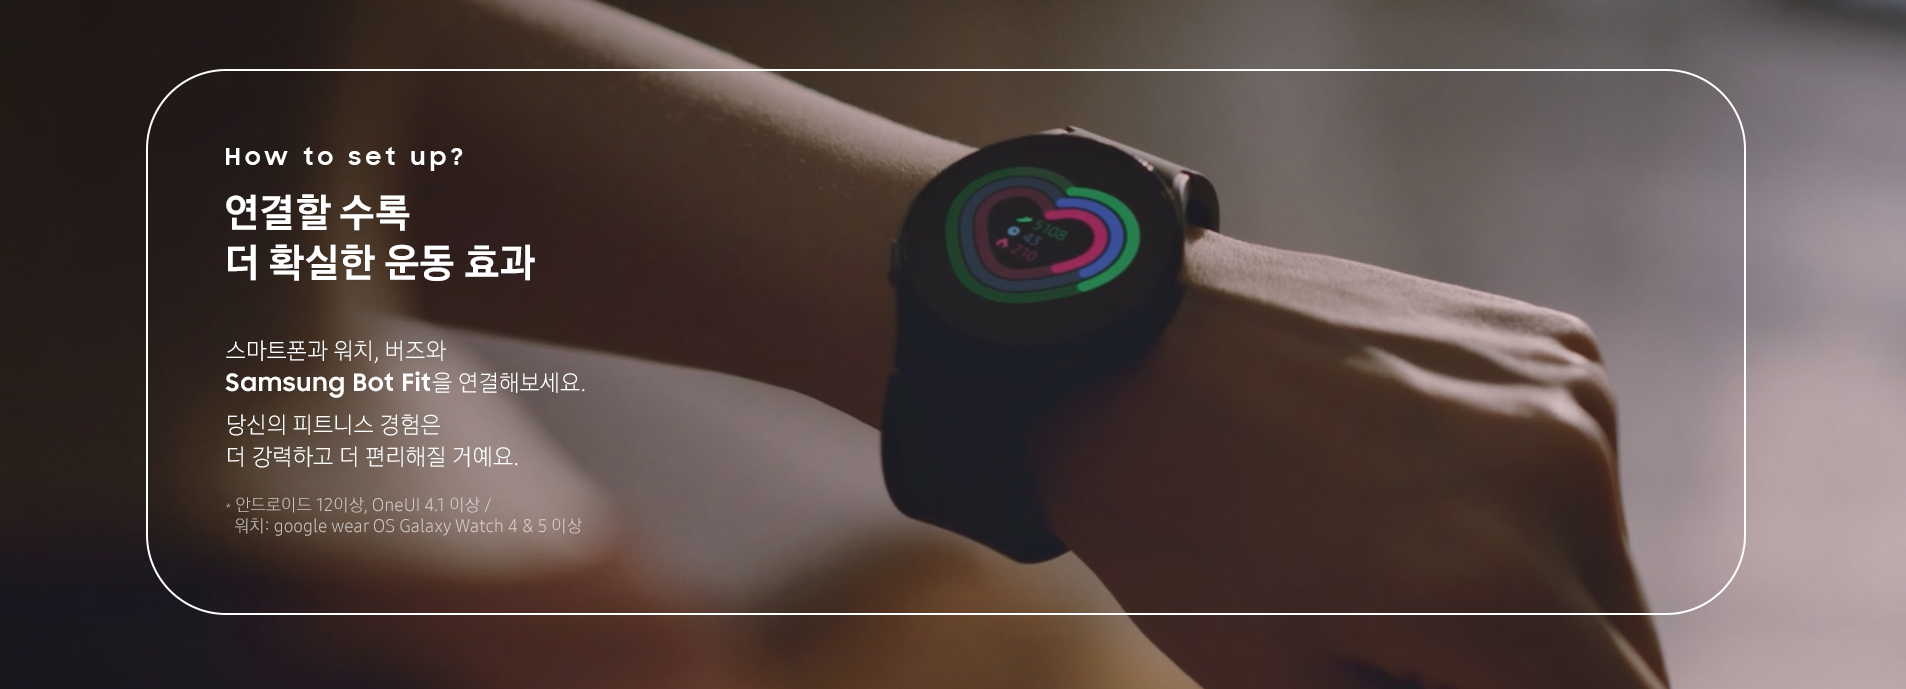 How to set up?
연결할 수록
더 확실한 운동 효과
스마트폰과 워치, 버즈와
Samsung Bot Fit을 연결해보세요.
당신의 피트니스 경험은
더 강력하고 더 편리해질 거예요.
* 안드로이드 12이상, OneUI 4.1 이상 /
워치: google wear OS Galaxy Watch 4 & 5 이상
5108
43
210